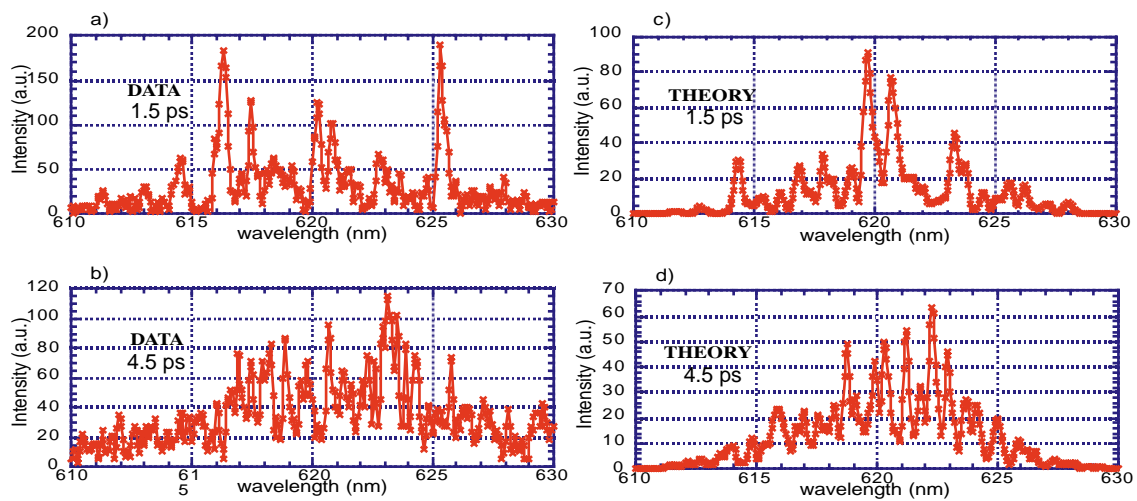 a)
200
150
100
50
0
Intensity (a.u.)
DATA
1.5 ps
610
615
620
625
630
wavelength (nm)
c)
100
80
60
40
20
0
Intensity (a.u.)
THEORY
1.5 ps
610
615
620
625
630
wavelength (nm)
b)
120
100
80
60
40
20
0
Intensity (a.u.)
DATA
4.5 ps
610
61
5
620
625
630
wavelength (nm)
d)
70
60
50
40
30
20
10
0
Intensity (a.u.)
THEORY
4.5 ps
610
615
620
625
630
wavelength (nm)